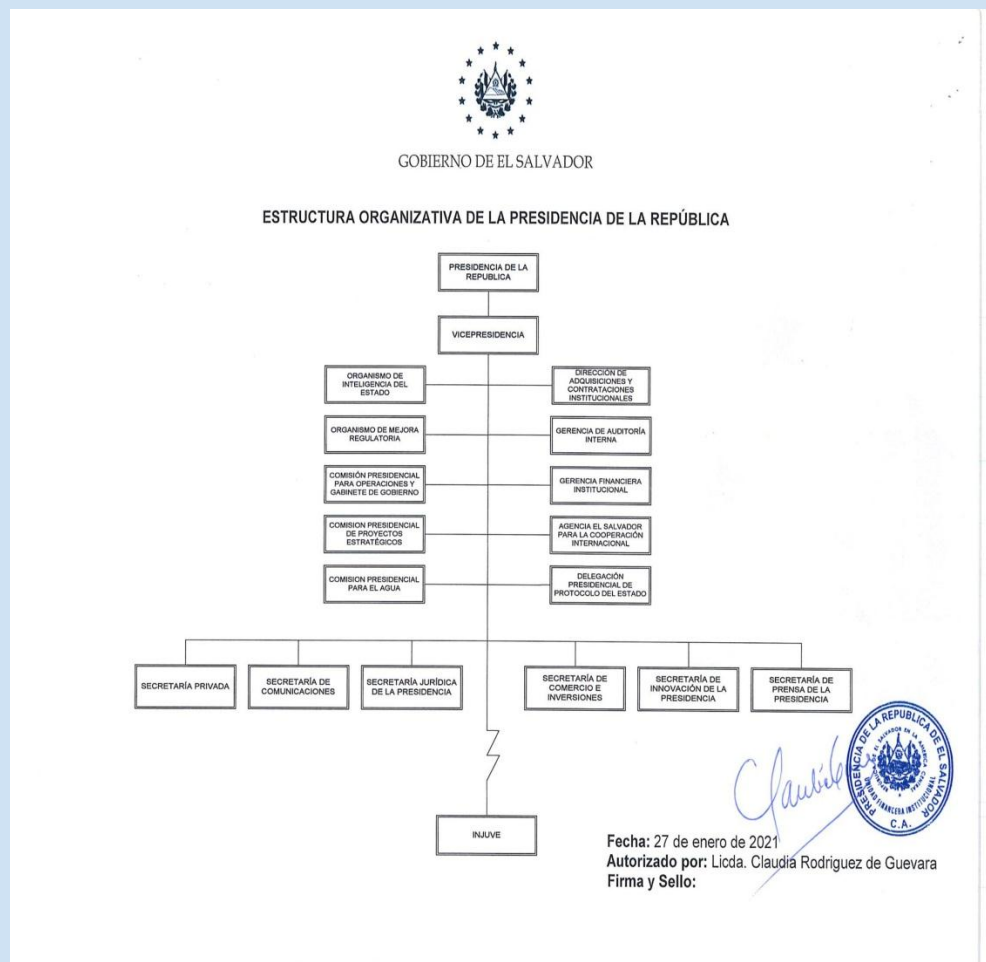 GOBIERNO DE EL SALVADOR
ESTRUCTURA ORGANIZATIVA DE LA PRESIDENCIA DE LA REPÚBLICA
PRESIDENCIA DE LA
REPUBLICA
VICEPRESIDENCIA
ORGANISMO DE
INTELIGENCIA DEL
ESTADO
DIRECCIÓN DE
ADQUISICIONES Y
CONTRATACIONES
INSTITUCIONALES
ORGANISMO DE MEJORA
REGULATORIA
GERENCIA DE AUDITORÍA
INTERNA
COMISIÓN PRESIDENCIAL
PARA OPERACIONES Y
GABINETE DE GOBIERNO
GERENCIA FINANCIERA
INSTITUCIONAL
COMISION PRESIDENCIAL
DE PROYECTOS
ESTRATÉGICOS
AGENCIA EL SALVADOR
PARA LA COOPERACIÓN
INTERNACIONAL
COMISION PRESIDENCIAL
PARA EL AGUA
DELEGACIÓN
PRESIDENCIAL DE
PROTOCOLO DEL ESTADO
SECRETARÍA PRIVADA
SECRETARÍA DE
COMUNICACIONES
SECRETARÍA JURÍDICA
DE LA PRESIDENCIA
SECRETARÍA DE
COMERCIO E
INVERSIONES
SECRETARÍA DE
INNOVACIÓN DE LA
PRESIDENCIA
SECRETARÍA DE
PRENSA DE LA
PRESIDENCIA
INJUVE
PRESIDENCIA DE LA REPUBLICA DE EL SALVADOR
UNIDAD FINANCIERA INSTITUCIONAL
C.A.
Fecha: 27 de enero de 2021
Autorizado por: Licda. Claudia Rodriguez de Guevara
Firma y Sello: